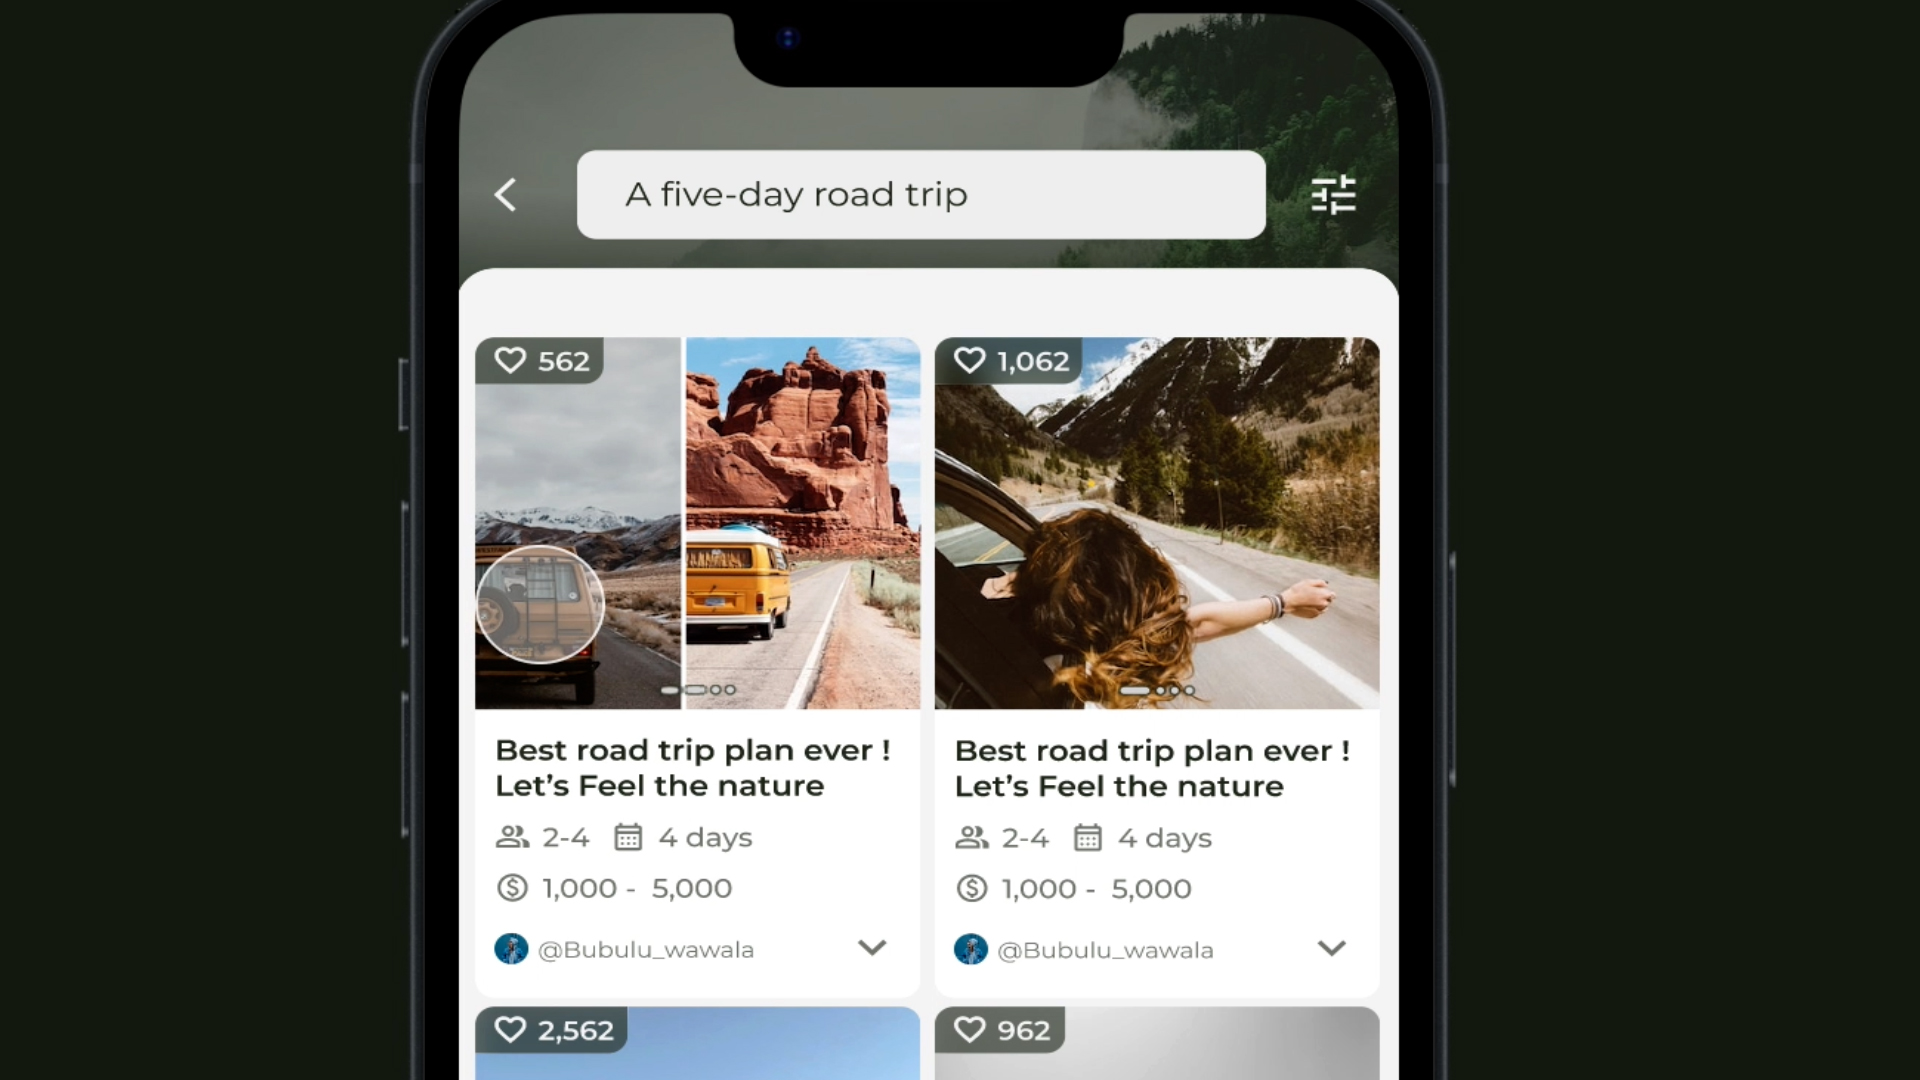 A five-day road trip
562
1,062
Best road trip plan ever !
Let’s Feel the nature
2-4 4 days
1,000 - 5,000
@Bubulu_wawala
Best road trip plan ever !
Let’s Feel the nature
2-4 4 days
1,000 - 5,000
@Bubulu_wawala
2,562
962